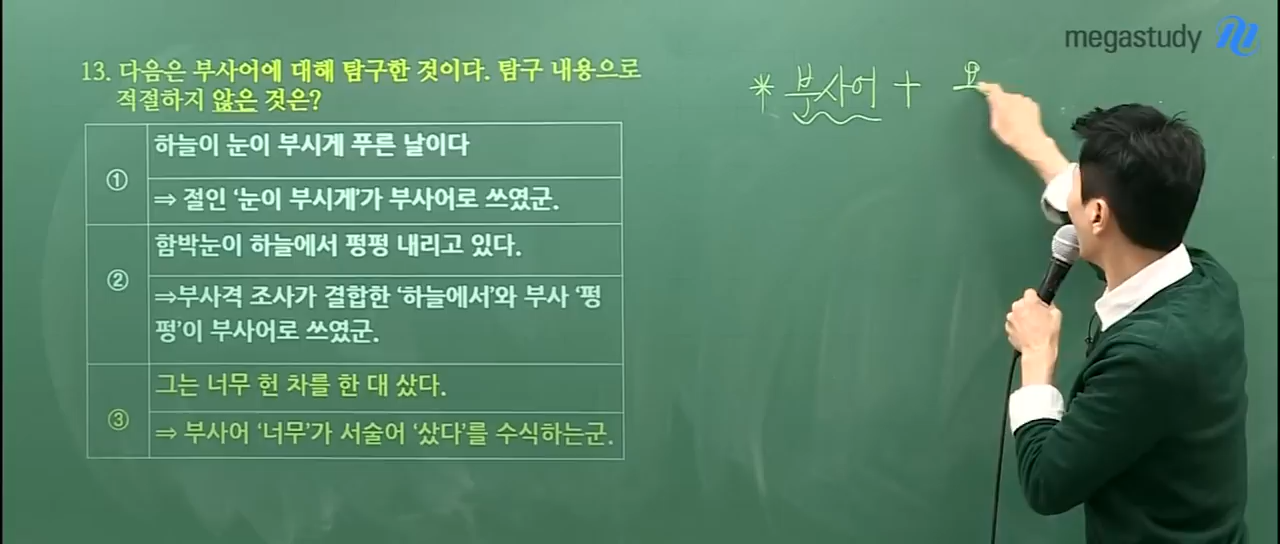 megastudy
13. 다음은 부사어에 대해 탐구한 것이다. 탐구 내용으로
적절하지 않은 것은?
①
하늘이 눈이 부시게 푸른 날이다
⇒ 절인 ‘눈이 부시게’가 부사어로 쓰였군.
②
함박눈이 하늘에서 펑펑 내리고 있다.
⇒부사격 조사가 결합한 ‘하늘에서’와 부사 ‘펑
펑’이 부사어로 쓰였군.
③
그는 너무 헌 차를 한 대 샀다.
⇒ 부사어 ‘너무’가 서술어 ‘샀다’를 수식하는군.
* 부사어 +